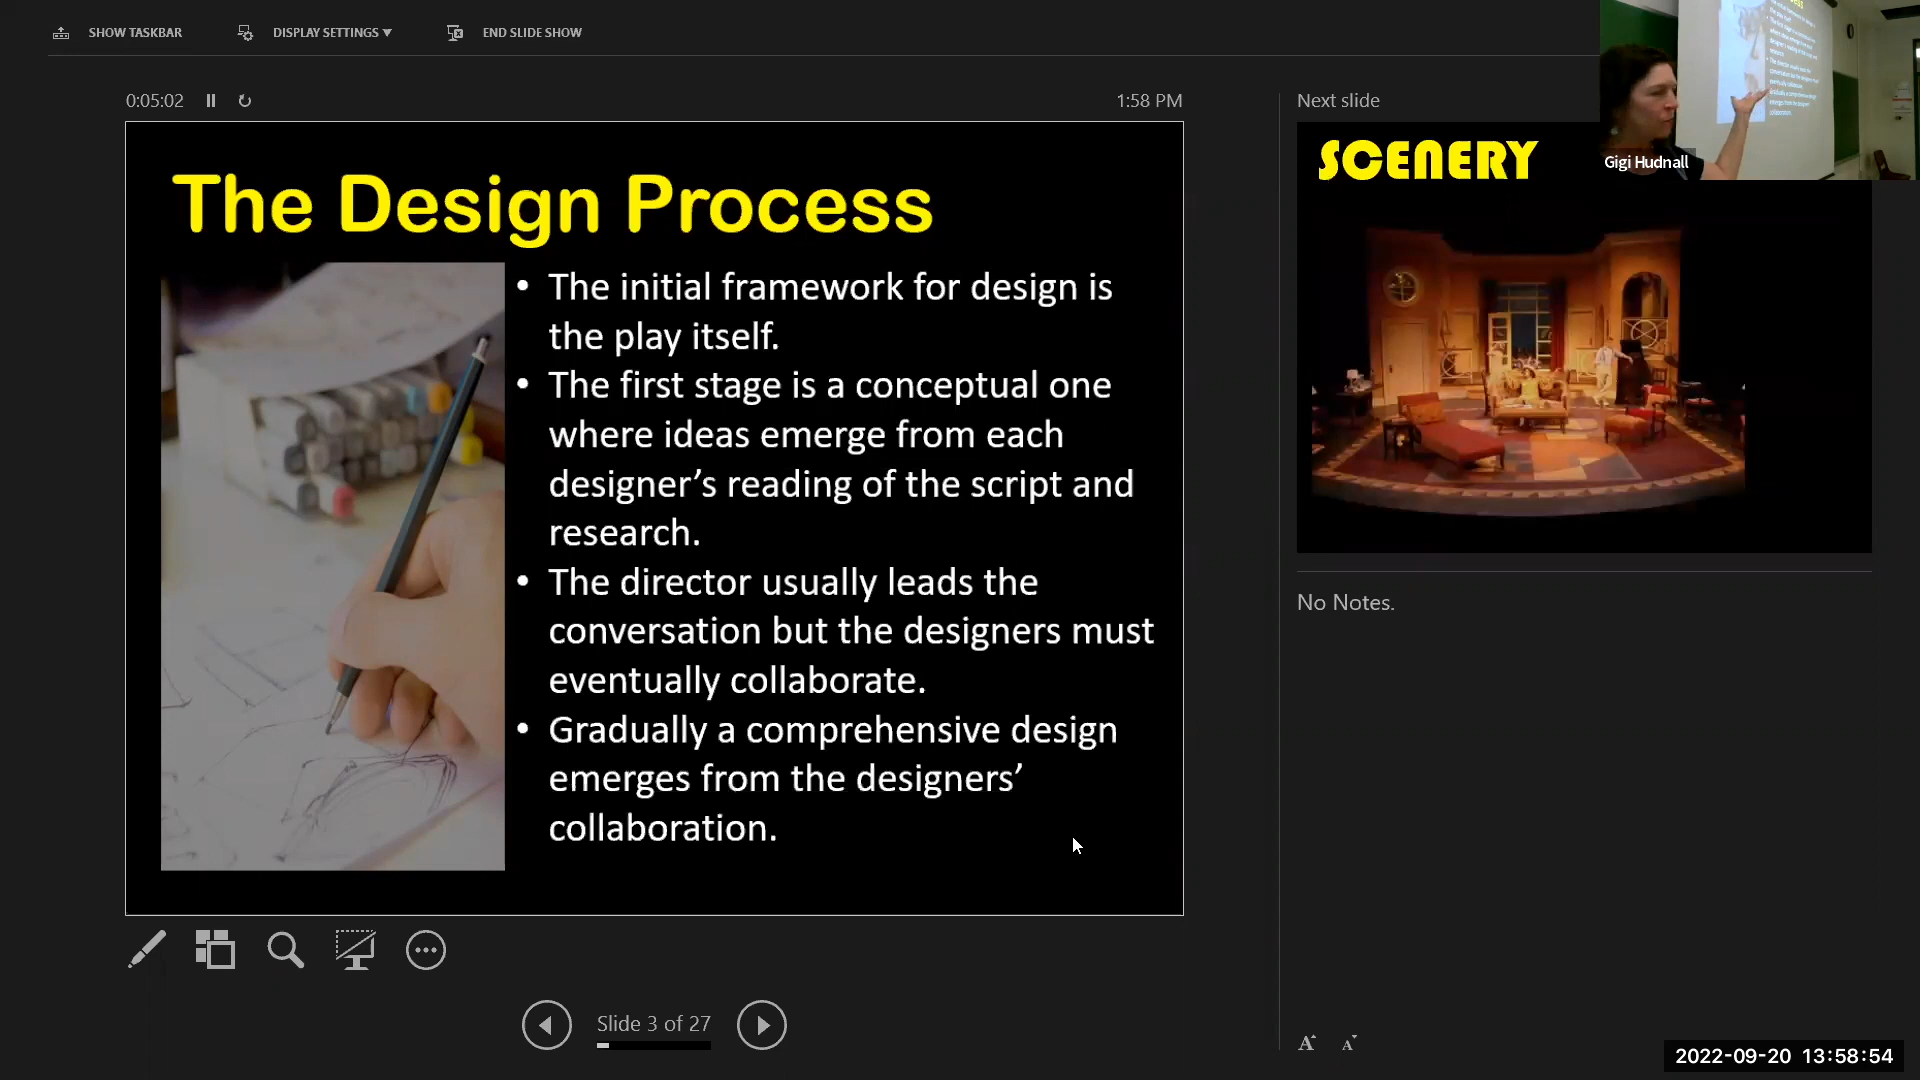 SHOW TASKBAR
DISPLAY SETTINGS ▼
END SLIDE SHOW
0:05:02
1:58 PM
The Design Process
• The initial framework for design is
the play itself.
• The first stage is a conceptual one
where ideas emerge from each
designer’s reading of the script and
research.
• The director usually leads the
conversation but the designers must
eventually collaborate.
• Gradually a comprehensive design
emerges from the designers’
collaboration.
Slide 3 of 27
Next slide
SCENERY
Gigi Hudnall
No Notes.
A A
2022-09-20 13:58:54